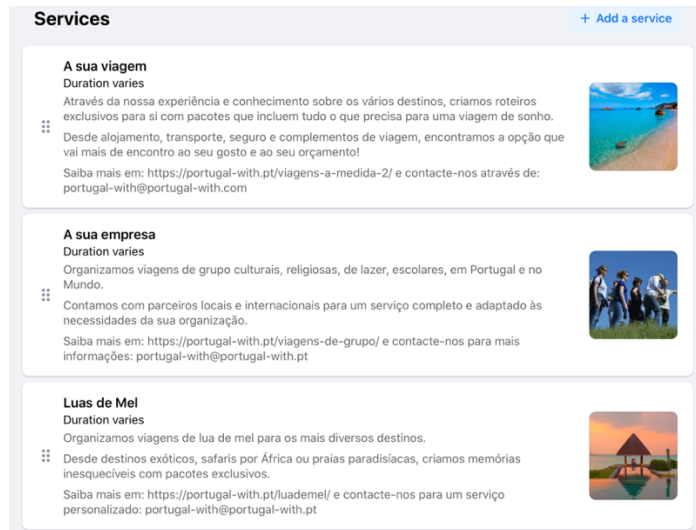 Services
+ Add a service
A sua viagem
Duration varies
Através da nossa experiência e conhecimento sobre os vários destinos, criamos roteiros
exclusivos para si com pacotes que incluem tudo o que precisa para uma viagem de sonho.
Desde alojamento, transporte, seguro e complementos de viagem, encontramos a opção que
vai mais de encontro ao seu gosto e ao seu orçamento!
Saiba mais em: https://portugal-with.pt/viagens-a-medida-2/ e contacte-nos através de:
portugal-with@portugal-with.com
A sua empresa
Duration varies
Organizamos viagens de grupo culturais, religiosas, de lazer, escolares, em Portugal e no
Mundo.
Contamos com parceiros locais e internacionais para um serviço completo e adaptado às
necessidades da sua organização.
Saiba mais em: https://portugal-with.pt/viagens-de-grupo/ e contacte-nos para mais
informações: portugal-with@portugal-with.pt
Luas de Mel
Duration varies
Organizamos viagens de lua de mel para os mais diversos destinos.
Desde destinos exóticos, safaris por África ou praias paradisíacas, criamos memórias
inesquecíveis com pacotes exclusivos.
Saiba mais em: https://portugal-with.pt/luademel/ e contacte-nos para um serviço
personalizado: portugal-with@portugal-with.pt